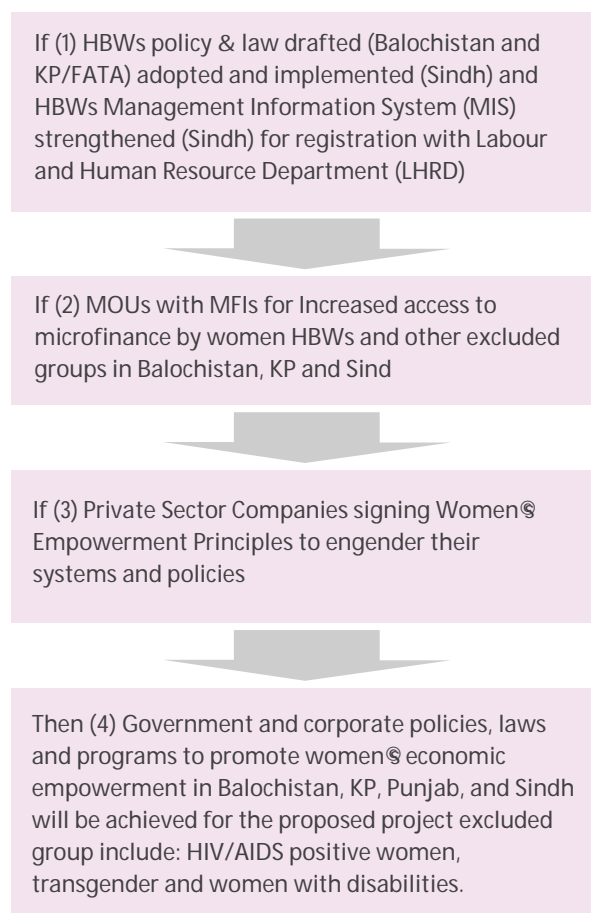 If (1) HBWs policy & law drafted (Balochistan and
KP/FATA) adopted and implemented (Sindh) and
HBWs Management Information System (MIS)
strengthened (Sindh) for registration with Labour
and Human Resource Department (LHRD)
If (2) MOUs with MFIs for Increased access to
microfinance by women HBWs and other excluded
groups in Balochistan, KP and Sind
If (3) Private Sector Companies signing Women's
Empowerment Principles to engender their
systems and policies
Then (4) Government and corporate policies, laws
and programs to promote women's economic
empowerment in Balochistan, KP, Punjab, and Sindh
will be achieved for the proposed project excluded
group include: HIV/AIDS positive women,
transgender and women with disabilities.